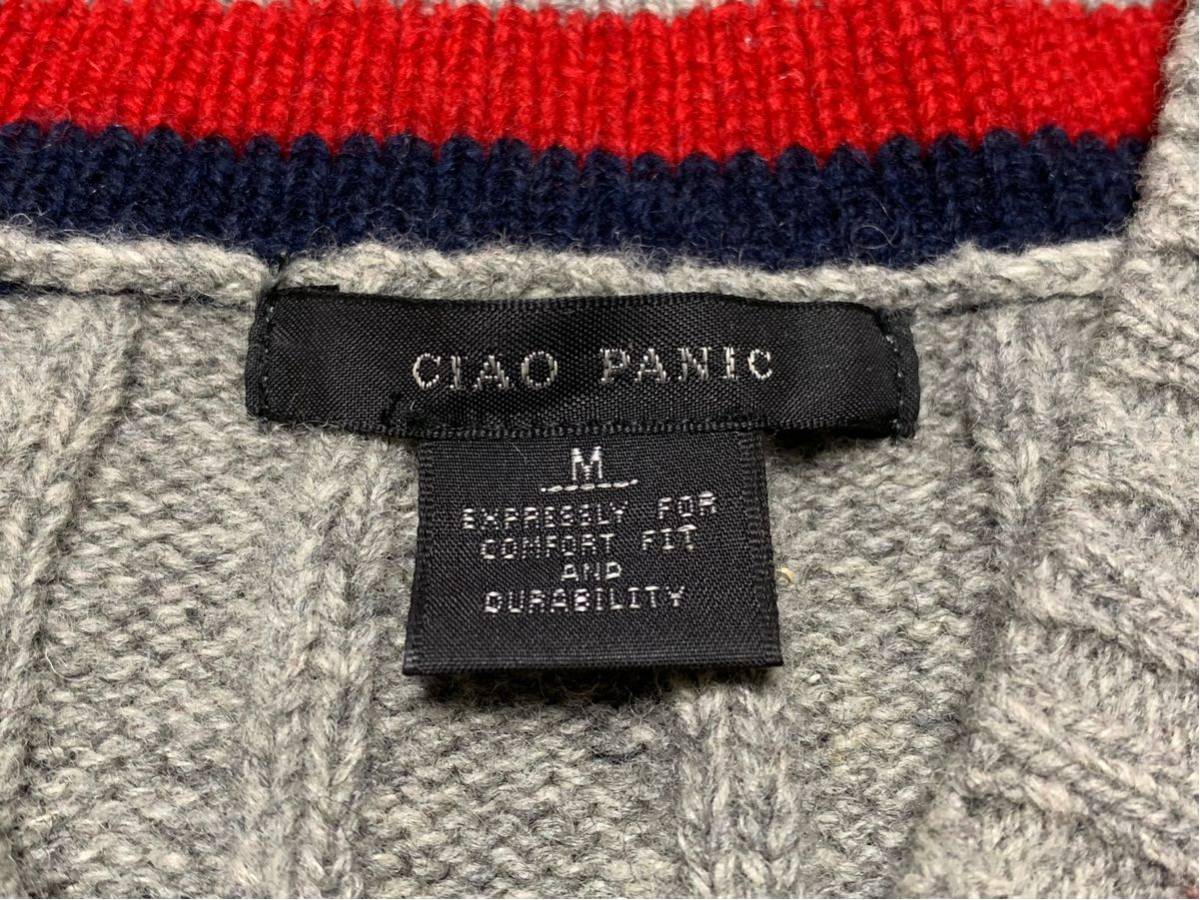 CIAO PANIC
M
EXPRESSLY FOR
COMFORT FIT
AND
DURABILITY